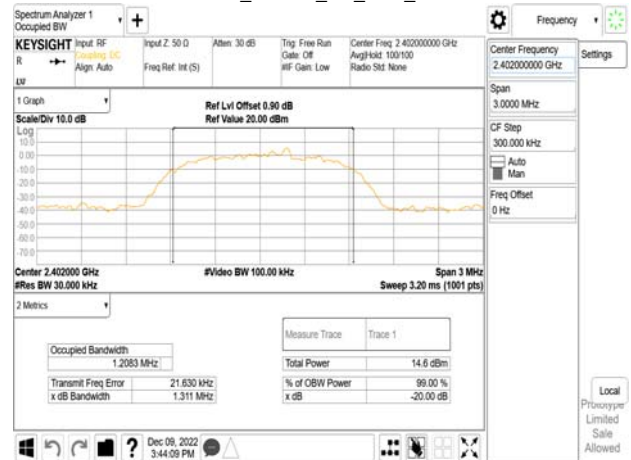 Spectrum Analyzer 1
Occupied BW
Frequency
KEYSIGHT
Input: RF
Coupling: DC
Align: Auto
Input Z: 50 Ω
Freq Ref: Int (S)
Atten: 30 dB
Trig: Free Run
Gate: Off
#IF Gain: Low
Center Freq: 2.402000000 GHz
Avg|Hold: 100/100
Radio Std: None
R
LW
Center Frequency
2.402000000 GHz
Settings
Span
3.0000 MHz
CF Step
300.000 kHz
Auto
Man
Freq Offset
0 Hz
1 Graph
Scale/Div 10.0 dB
Ref Lvl Offset 0.90 dB
Ref Value 20.00 dBm
Log
10.0
0.00
-10.0
-20.0
-30.0
-40.0
-50.0
-60.0
-70.0
Center 2.402000 GHz
#Res BW 30.000 kHz
#Video BW 100.00 kHz
Span 3 MHz
Sweep 3.20 ms (1001 pts)
2 Metrics
Measure Trace
Trace 1
Occupied Bandwidth
1.2083 MHz
Total Power
14.6 dBm
Transmit Freq Error
21.630 kHz
% of OBW Power
99.00 %
x dB Bandwidth
1.311 MHz
x dB
-20.00 dB
Local
Prototype
Limited
Sale
Allowed
?
Dec 09, 2022
3:44:09 PM